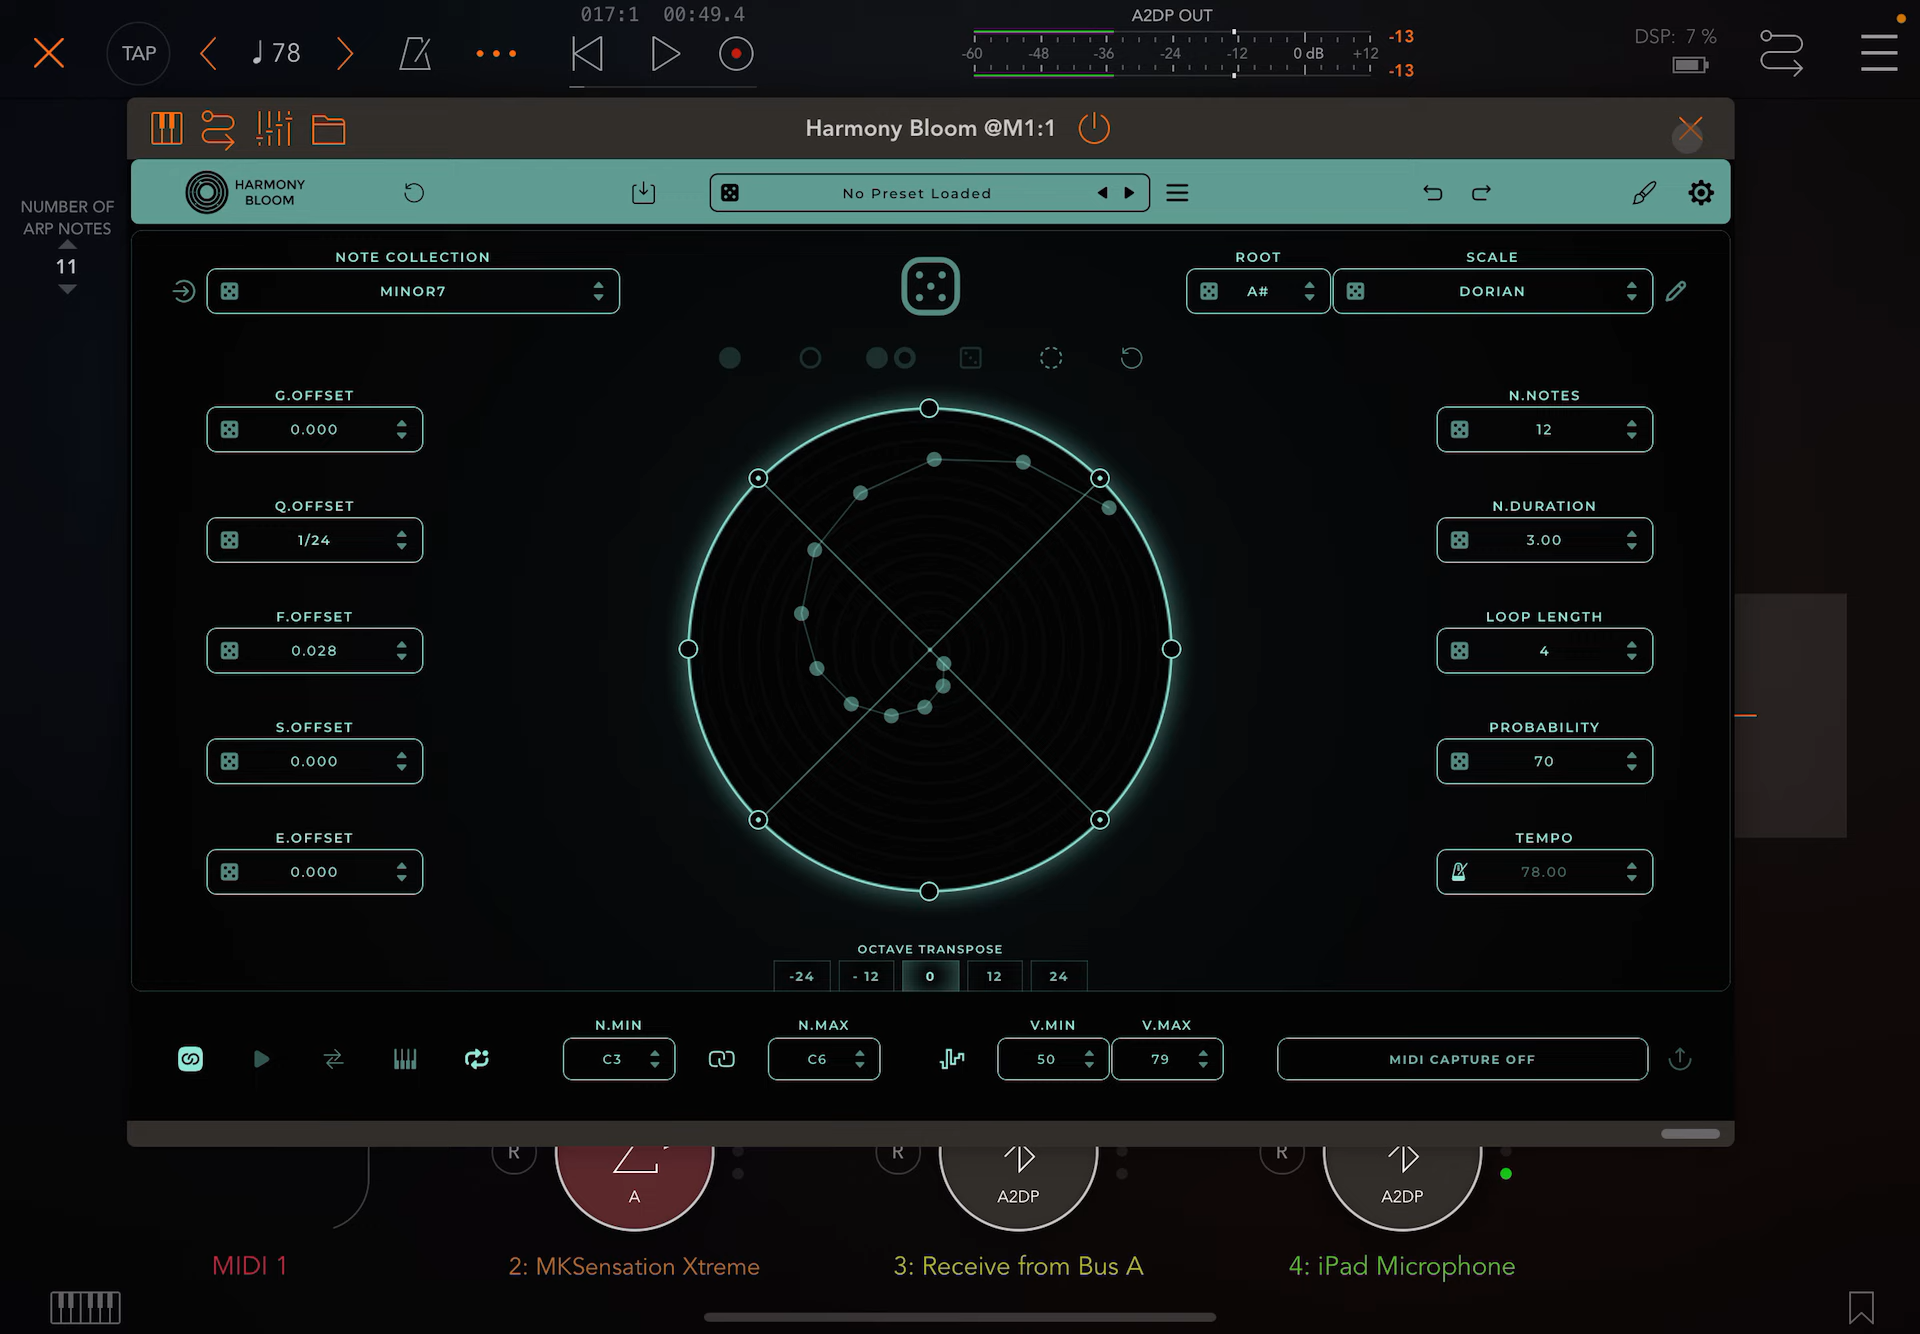 017:1 00:49.4
A2DP OUT
TAP
♩78
-60 -48 -36 -24 -12 0 dB +12
-13
-13
DSP: 7 %
Harmony Bloom @M1:1
HARMONY
BLOOM
No Preset Loaded
NUMBER OF
ARP NOTES
11
NOTE COLLECTION
MINOR7
ROOT
A#
SCALE
DORIAN
G.OFFSET
0.000
Q.OFFSET
1/24
F.OFFSET
0.028
S.OFFSET
0.000
E.OFFSET
0.000
N.NOTES
12
N.DURATION
3.00
LOOP LENGTH
4
PROBABILITY
70
TEMPO
78.00
OCTAVE TRANSPOSE
-24 - 12 0 12 24
N.MIN
C3
N.MAX
C6
V.MIN
50
V.MAX
79
MIDI CAPTURE OFF
R R R
A A2DP A2DP
MIDI 1
2: MKSensation Xtreme
3: Receive from Bus A
4: iPad Microphone